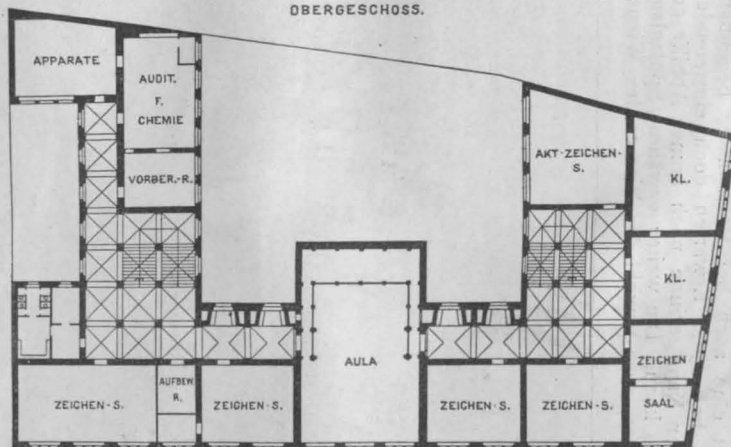 OBERGESCHOSS.
APPARATE
AUDIT.
F.
CHEMIE
VORBER.-R.
AKT-ZEICHEN-
S.
KL.
KL.
ZEICHEN
SAAL
AULA
ZEICHEN-S.
AUFBEW.
R.
ZEICHEN-S.
ZEICHEN-S.
ZEICHEN-S.